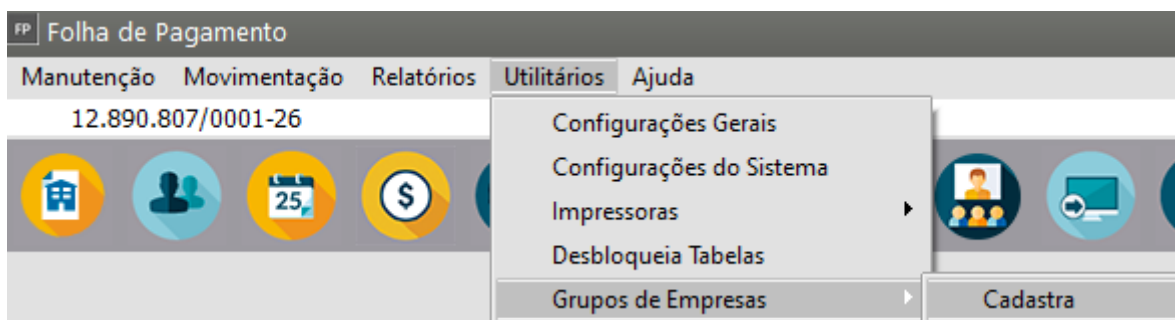 FP Folha de Pagamento
Manutenção Movimentação Relatórios Utilitários Ajuda
12.890.807/0001-26
Configurações Gerais
Configurações do Sistema
25
$
Impressoras
Desbloqueia Tabelas
Grupos de Empresas Cadastra